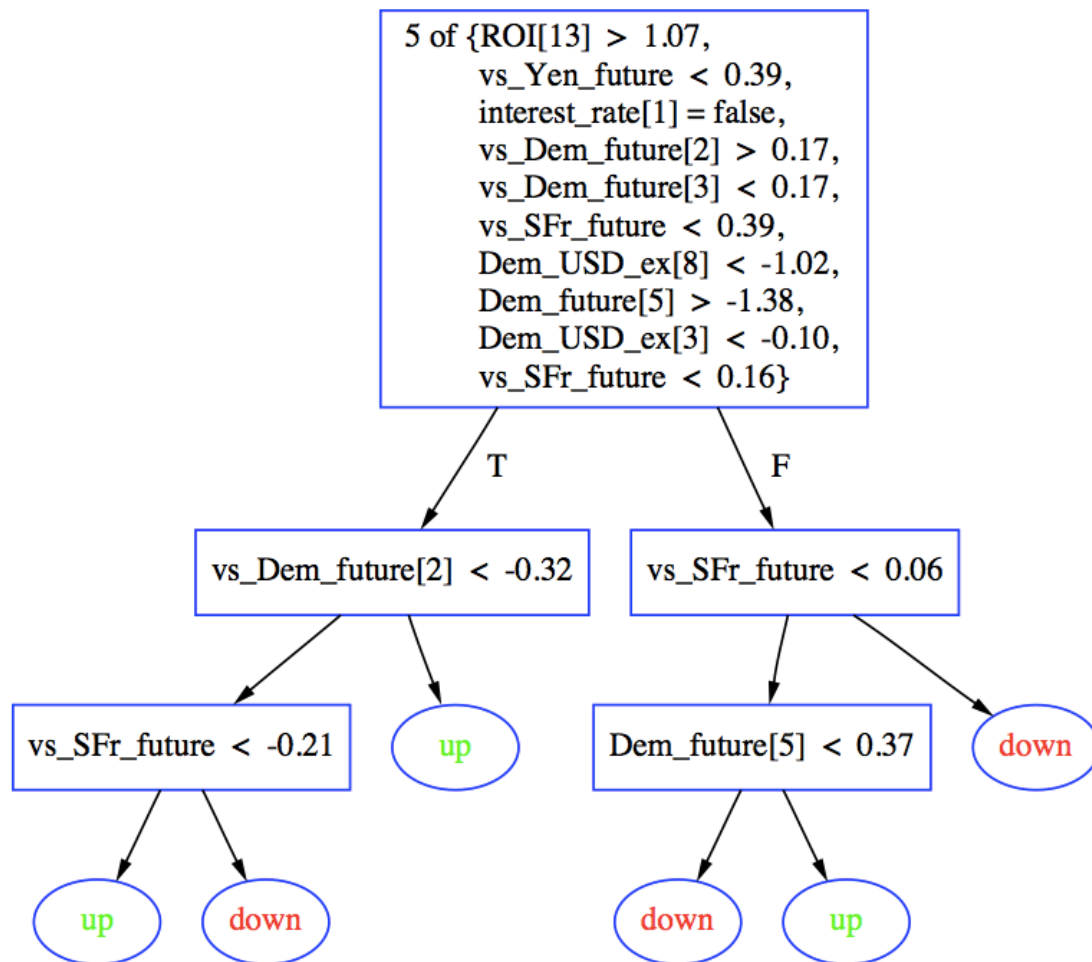 5 of {ROI[13] > 1.07,
vs_Yen_future < 0.39,
interest_rate[1] = false,
vs_Dem_future[2] > 0.17,
vs_Dem_future[3] < 0.17,
vs_SFr_future < 0.39,
Dem_USD_ex[8] < -1.02,
Dem_future[5] > -1.38,
Dem_USD_ex[3] < -0.10,
vs_SFr_future < 0.16}
T
F
vs_Dem_future[2] < -0.32
vs_SFr_future < 0.06
vs_SFr_future < -0.21
up
Dem_future[5] < 0.37
down
up
down
down
up